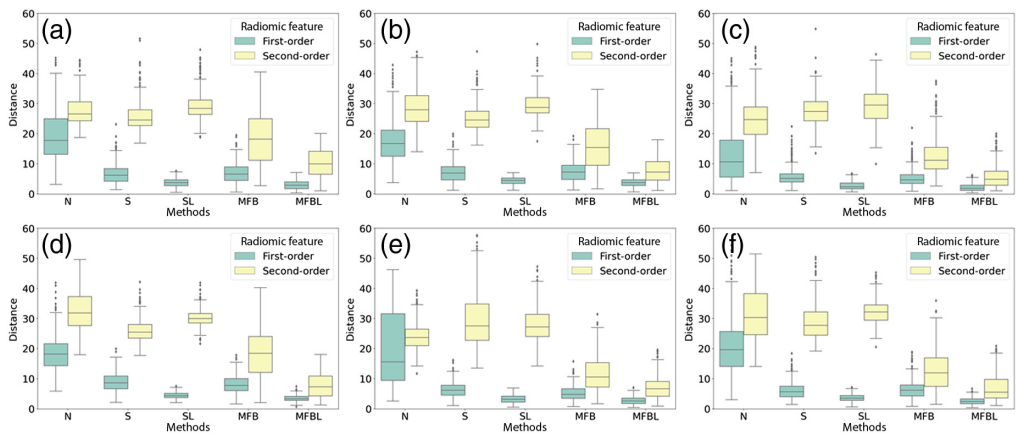 (a)
Radiomic feature
First-order
Second-order
60
50
40
30
20
10
0
Distance
N S SL MFB MFBL
Methods
(b)
Radiomic feature
First-order
Second-order
60
50
40
30
20
10
0
Distance
N S SL MFB MFBL
Methods
(c)
Radiomic feature
First-order
Second-order
60
50
40
30
20
10
0
Distance
N S SL MFB MFBL
Methods
(d)
Radiomic feature
First-order
Second-order
60
50
40
30
20
10
0
Distance
N S SL MFB MFBL
Methods
(e)
Radiomic feature
First-order
Second-order
60
50
40
30
20
10
0
Distance
N S SL MFB MFBL
Methods
(f)
Radiomic feature
First-order
Second-order
60
50
40
30
20
10
0
Distance
N S SL MFB MFBL
Methods